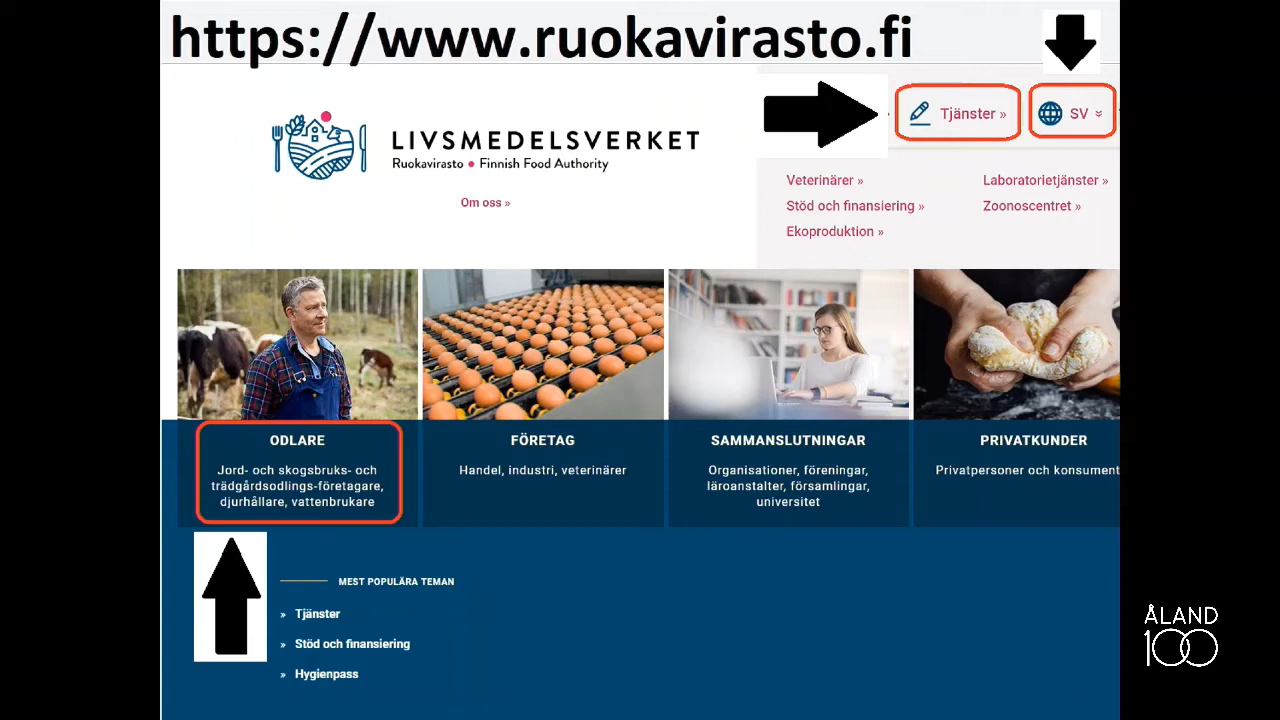 https://www.ruokavirasto.fi
Tjänster »
SV
LIVSMEDELSVERKET
Ruokavirasto • Finnish Food Authority
Om oss »
Veterinärer »
Laboratorietjänster »
Stöd och finansiering »
Zoonoscentret »
Ekoproduktion »
ODLARE
Jord- och skogsbruks- och
trädgårdsodlings-företagare,
djurhållare, vattenbrukare
FÖRETAG
Handel, industri, veterinärer
SAMMANSLUTNINGAR
Organisationer, föreningar,
läroanstalter, församlingar,
universitet
PRIVATKUNDER
Privatpersoner och konsument
MEST POPULÄRA TEMAN
» Tjänster
» Stöd och finansiering
» Hygienpass
ÅLAND
100